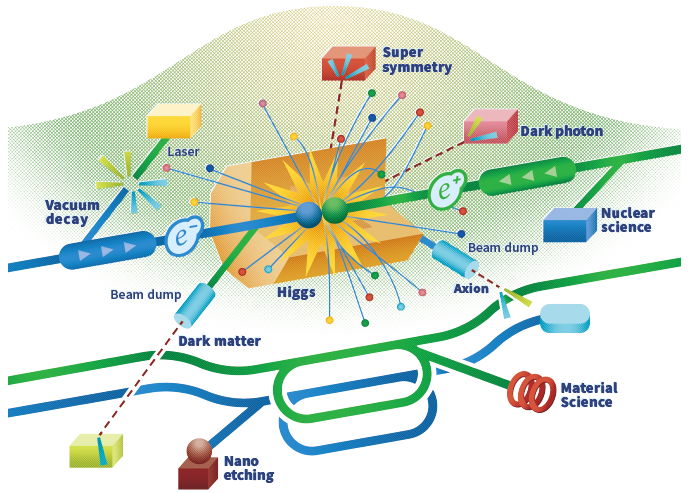 Super
symmetry
Dark photon
Laser
Vacuum
decay
e⁺
e⁻
Nuclear
science
Beam dump
Axion
Higgs
Beam dump
Dark matter
Material
Science
Nano
etching